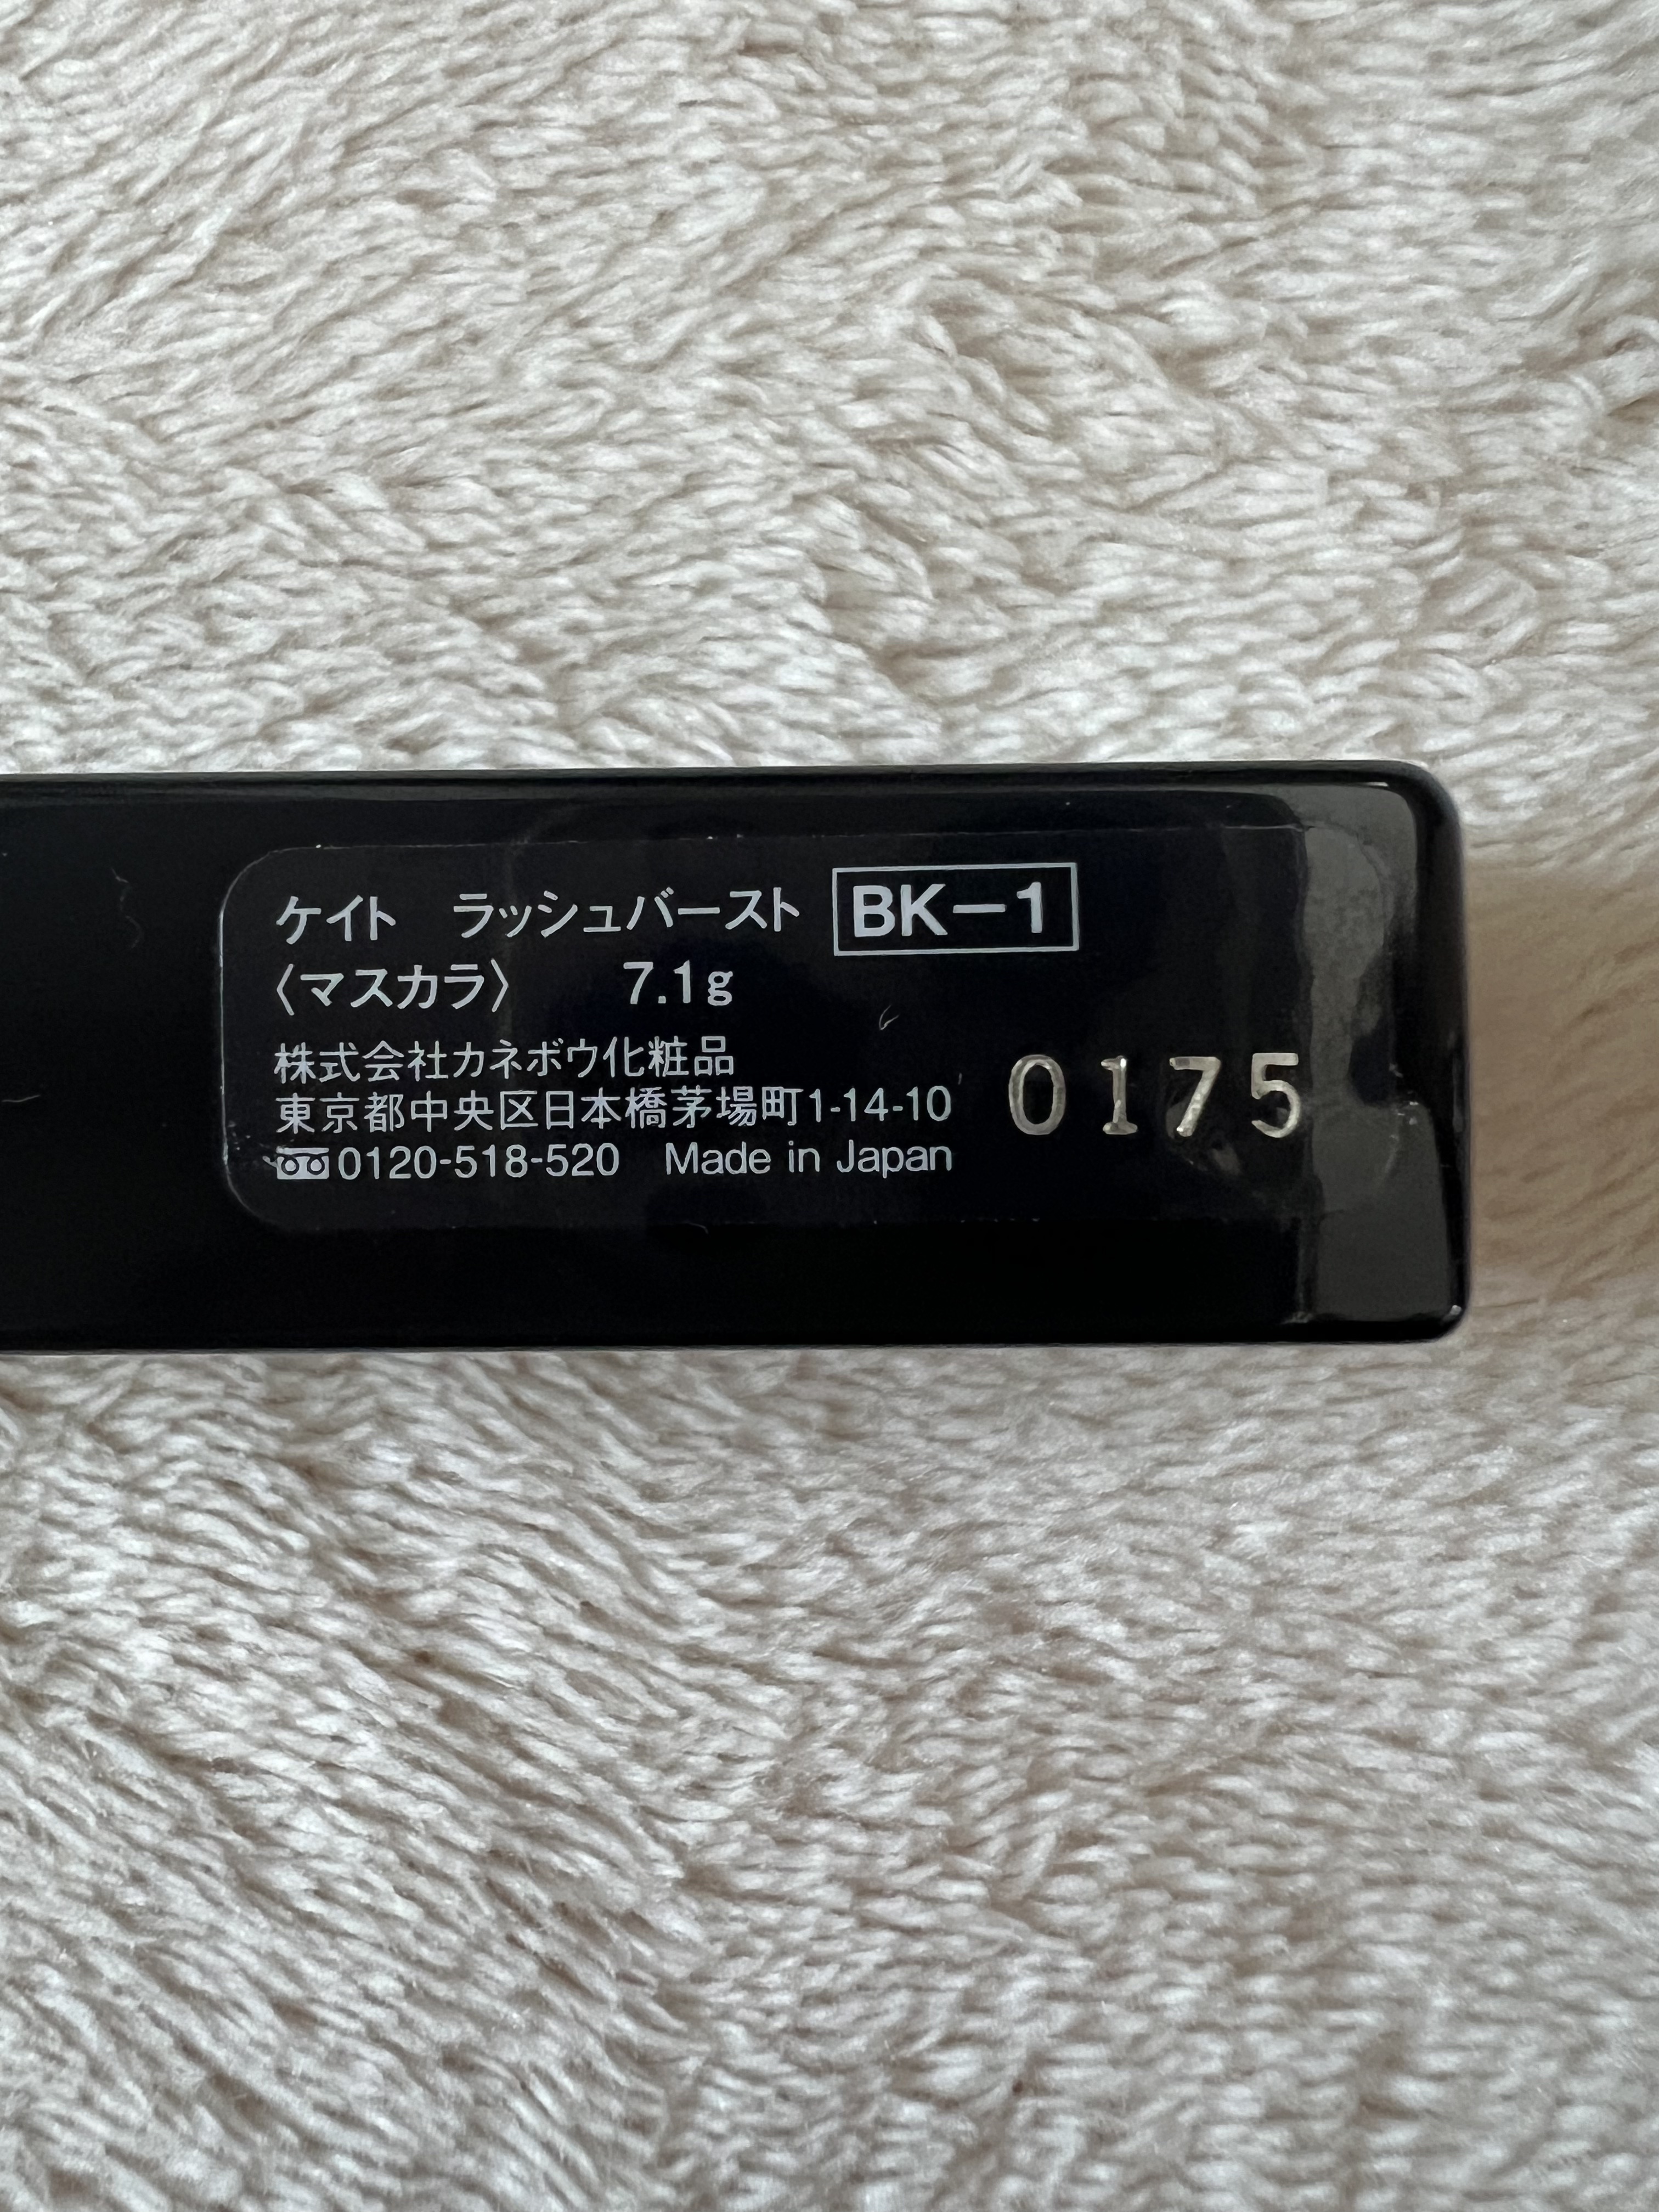 ケイト　ラッシュバースト　BK－1
〈マスカラ〉　7.1g
株式会社カネボウ化粧品
東京都中央区日本橋茅場町1-14-10
0120-518-520　Made in Japan
0175